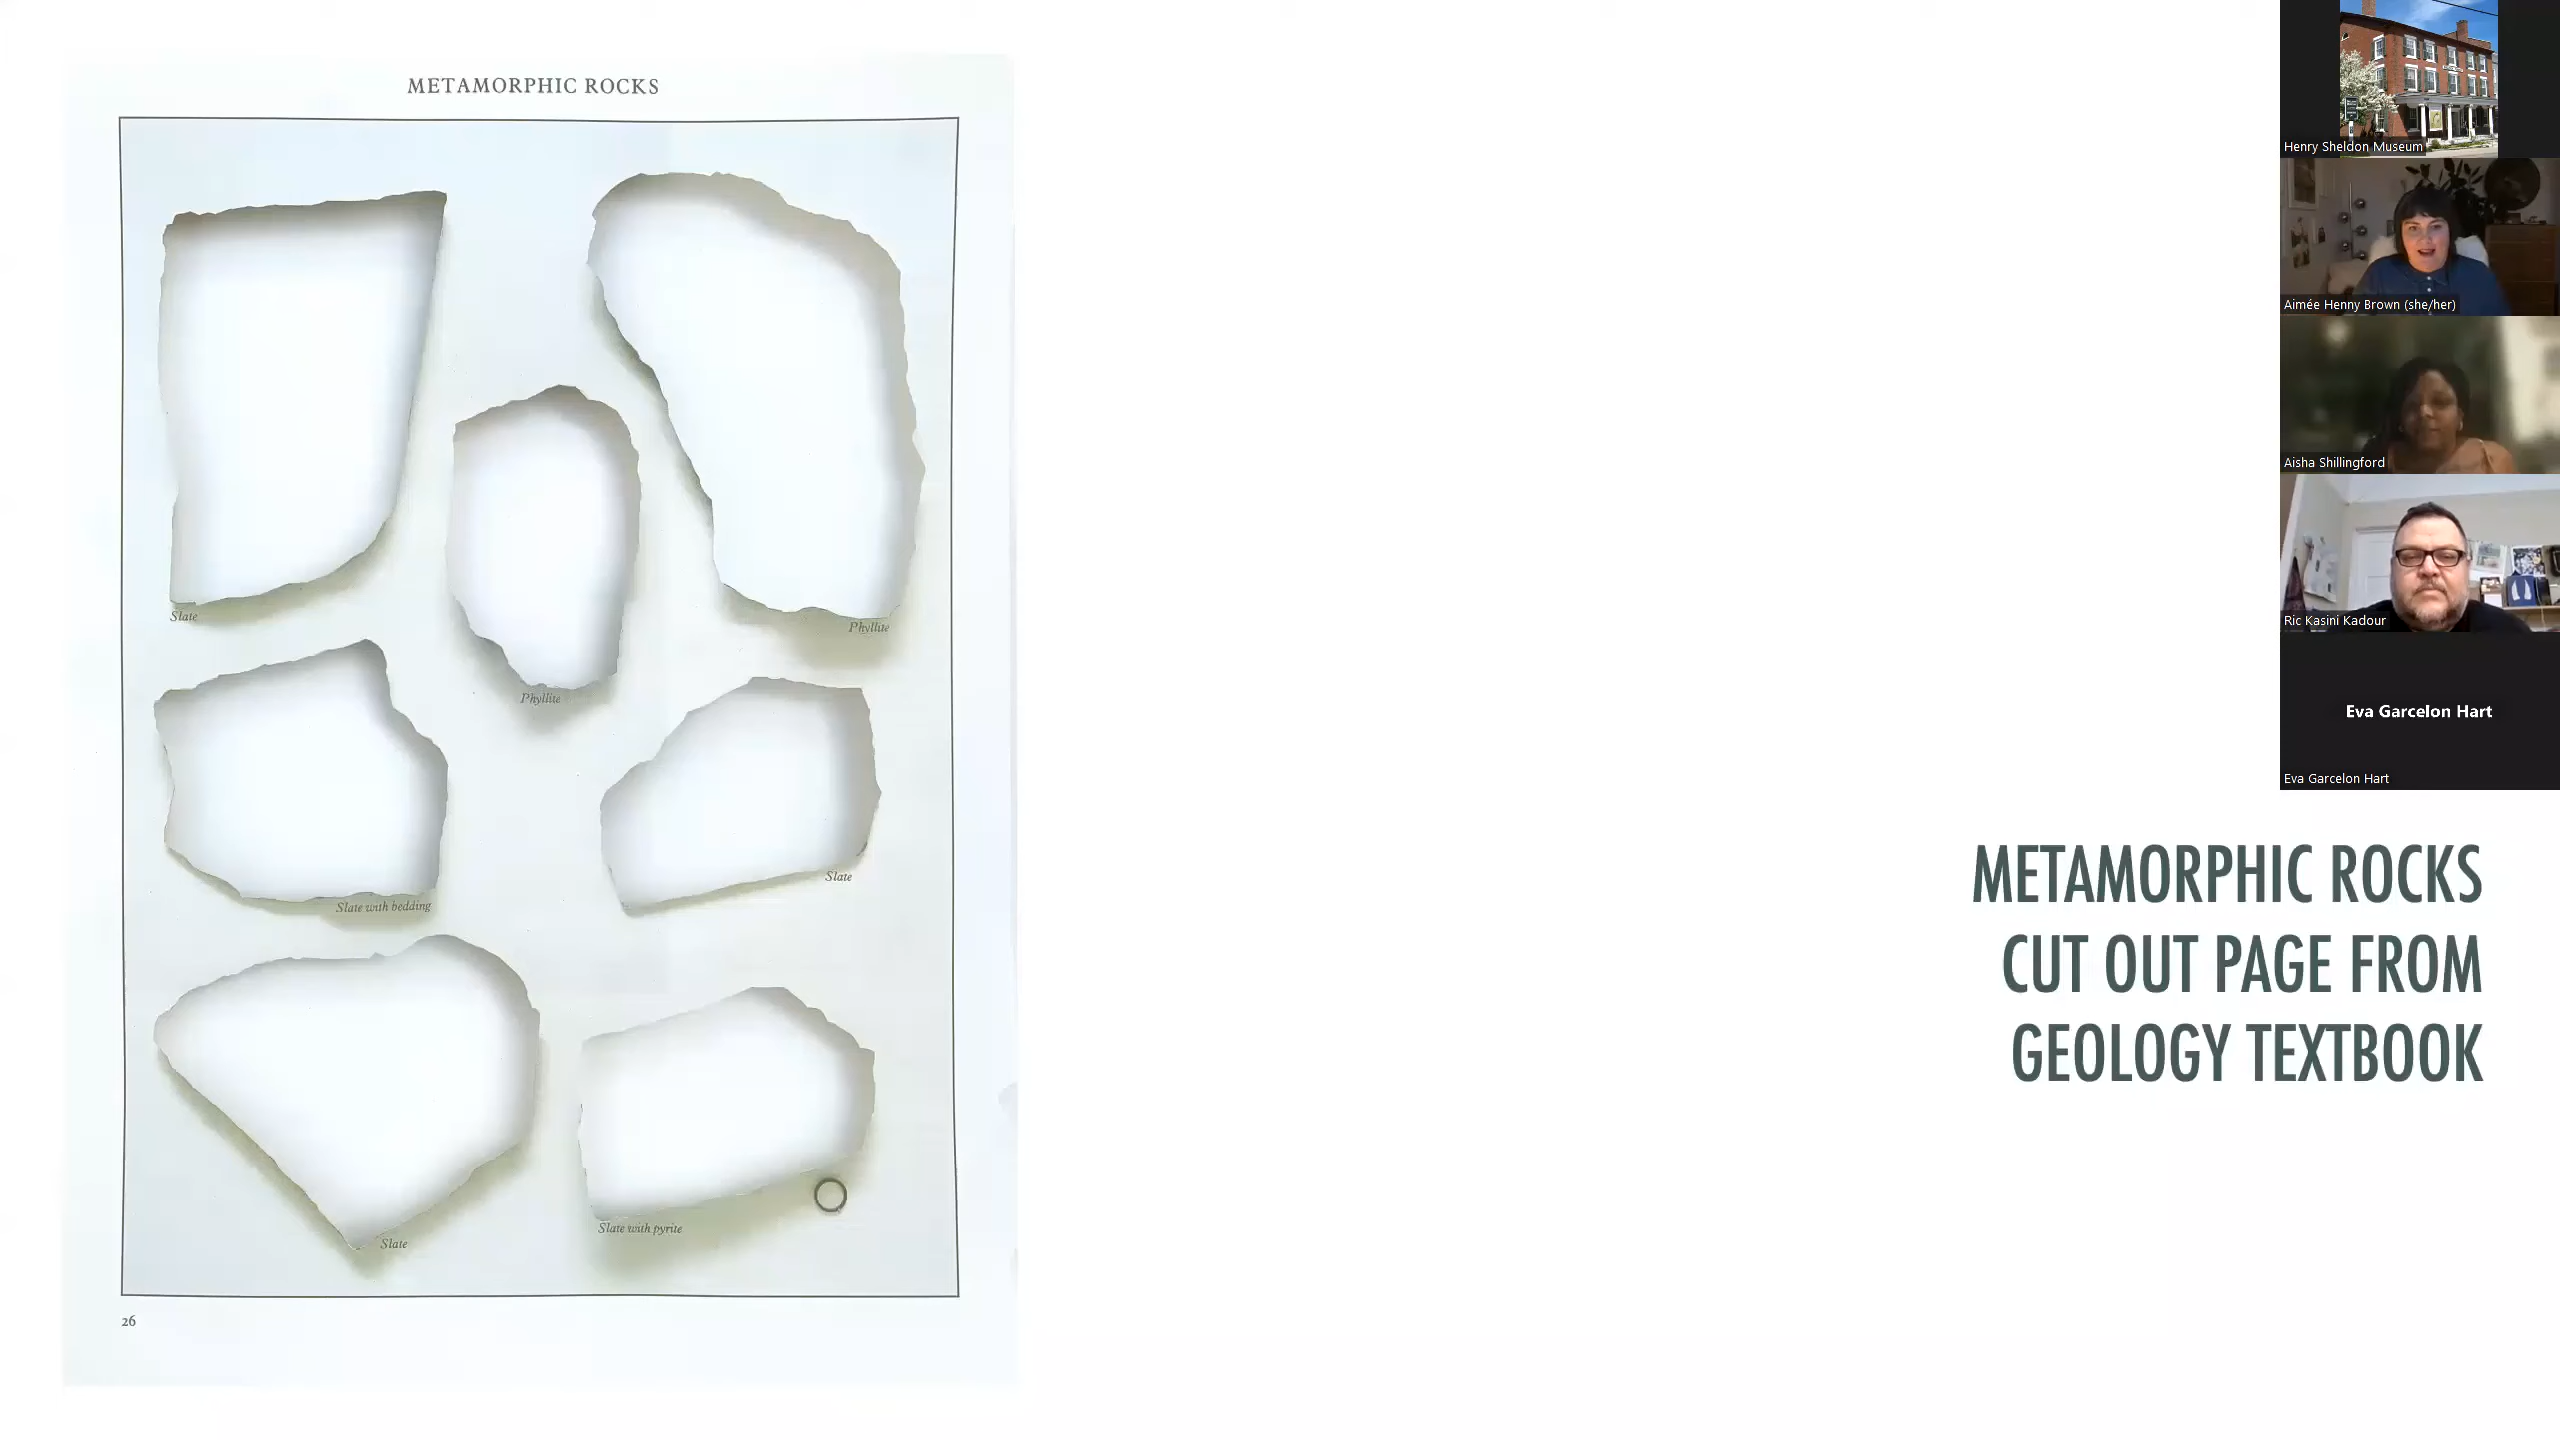 METAMORPHIC ROCKS
Slate
Phyllite
Phyllite
Slate
Slate with bedding
Slate with pyrite
Slate
26
METAMORPHIC ROCKS
CUT OUT PAGE FROM
GEOLOGY TEXTBOOK
Henry Sheldon Museum
Aimée Henny Brown (she/her)
Aisha Shillingford
Ric Kasini Kadour
Eva Garcelon Hart
Eva Garcelon Hart